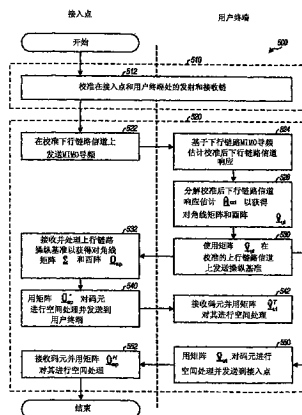 接入点
用户终端
500
开始
510
512
校准在接入点和用户终端处的发射和接收链
520
522
在校准下行链路信道上
发送MIMO导频
524
基于下行链路MIMO导频
估计校准后下行链路信道
响应
526
分解校准后下行链路信道
响应估计 以获得
对角线矩阵和酉阵
530
使用矩阵 在校
准的上行链路信道
上发送操纵基准
532
接收并处理上行链路
操纵基准以获得对角线
矩阵 和酉阵
540
用矩阵 对码元
进行空间处理并发送到
用户终端
542
接收码元并用矩阵
对其进行空间处理
550
用矩阵 对码元进行
空间处理并发送到接入点
552
接收码元并用矩阵
对其进行空间处理
结束